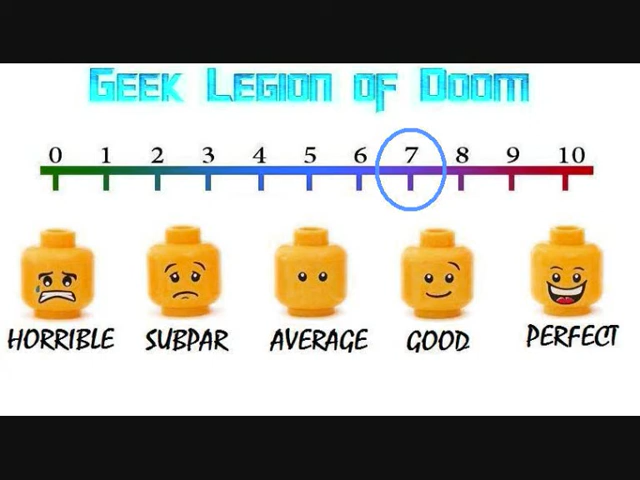 Geek Legion of Doom
0 1 2 3 4 5 6 7 8 9 10
HORRIBLE SUBPAR AVERAGE GOOD PERFECT